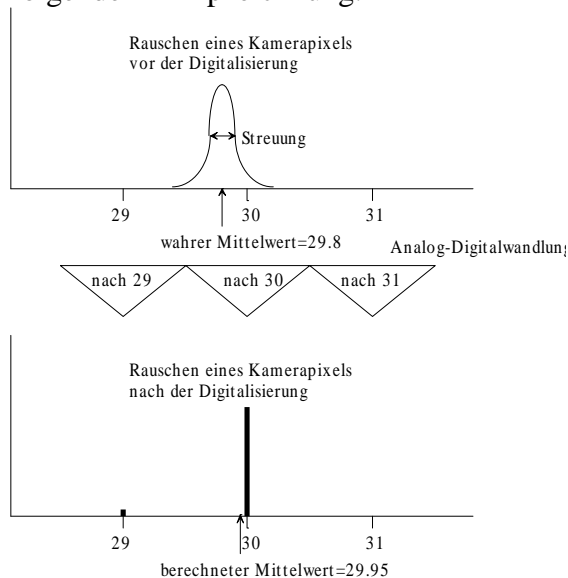 Rauschen eines Kamerapixels
vor der Digitalisierung
Streuung
29 30 31
wahrer Mittelwert=29.8
Analog-Digitalwandlung
nach 29 nach 30 nach 31
Rauschen eines Kamerapixels
nach der Digitalisierung
29 30 31
berechneter Mittelwert=29.95